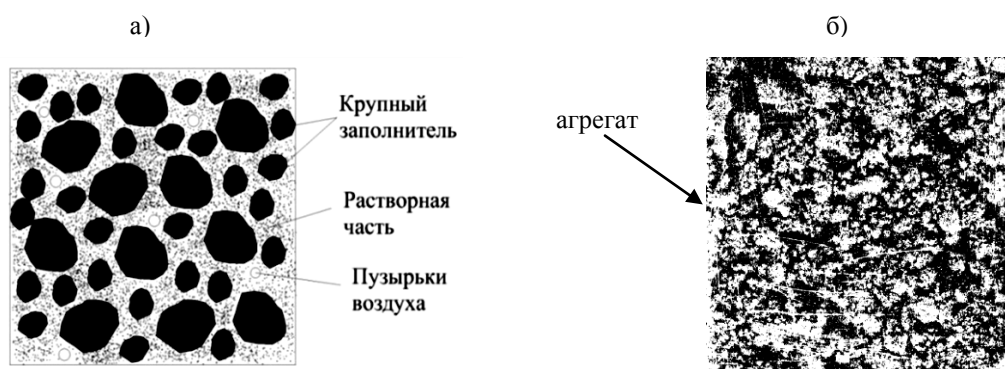 а)
б)
Крупный
заполнитель
Растворная
часть
Пузырьки
воздуха
агрегат